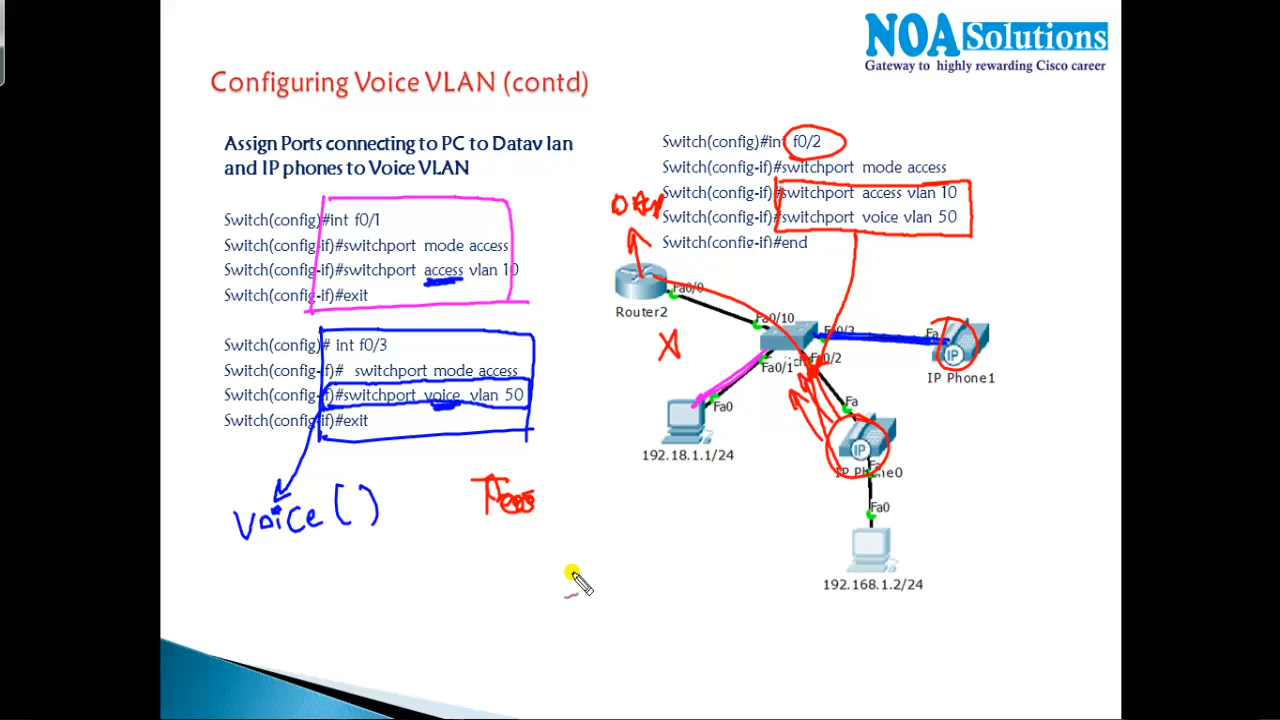 NOA Solutions
Gateway to highly rewarding Cisco career
Configuring Voice VLAN (contd)
Assign Ports connecting to PC to Datav lan
and IP phones to Voice VLAN
Switch(config)#int f0/1
Switch(config-if)#switchport mode access
Switch(config-if)#switchport access vlan 10
Switch(config-if)#exit
Switch(config)# int f0/3
Switch(config-if)# switchport mode access
Switch(config-if)#switchport voice vlan 50
Switch(config-if)#exit
voice ( )
Switch(config)#int f0/2
Switch(config-if)#switchport mode access
Switch(config-if)#switchport access vlan 10
Switch(config-if)#switchport voice vlan 50
Switch(config-if)#end
Fa0/0
Router2
Fa0/10
Fa0/3
Fa
IP
IP Phone1
Fa0/1
Fa0/2
Fa0
192.18.1.1/24
Fa
IP
IP Phone0
Fa
Fa0
192.168.1.2/24
X